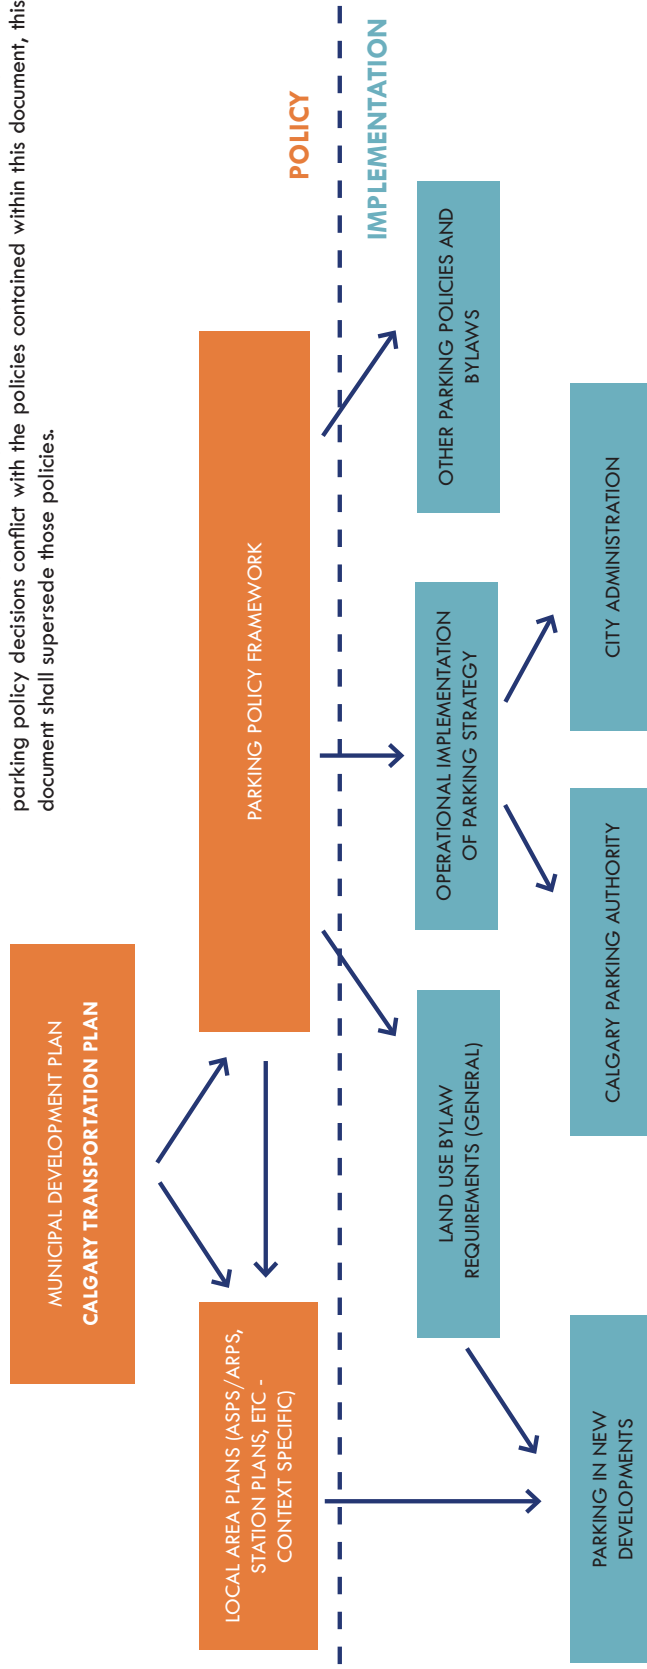 parking policy decisions conflict with the policies contained within this document, this
document shall supersede those policies.
MUNICIPAL DEVELOPMENT PLAN
CALGARY TRANSPORTATION PLAN
LOCAL AREA PLANS (ASPS/ARPS,
STATION PLANS, ETC -
CONTEXT SPECIFIC)
PARKING POLICY FRAMEWORK
POLICY
IMPLEMENTATION
LAND USE BYLAW
REQUIREMENTS (GENERAL)
OPERATIONAL IMPLEMENTATION
OF PARKING STRATEGY
OTHER PARKING POLICIES AND
BYLAWS
PARKING IN NEW
DEVELOPMENTS
CALGARY PARKING AUTHORITY
CITY ADMINISTRATION